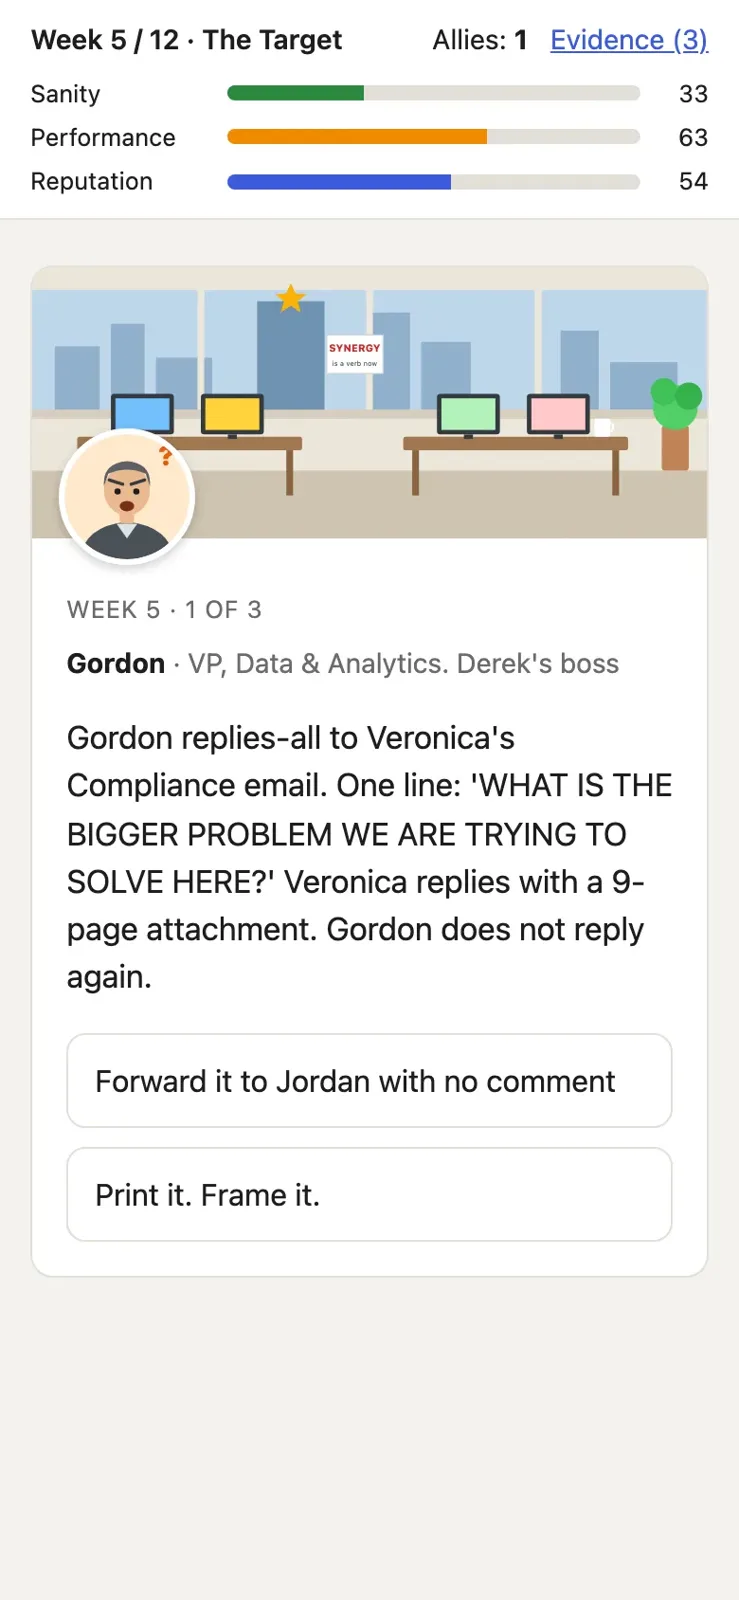 Week 5 / 12 · The Target Allies: 1 Evidence (3)
Sanity 33
Performance 63
Reputation 54
SYNERGY
is a verb now
?
WEEK 5 · 1 OF 3
Gordon · VP, Data & Analytics. Derek's boss
Gordon replies-all to Veronica's
Compliance email. One line: 'WHAT IS THE
BIGGER PROBLEM WE ARE TRYING TO
SOLVE HERE?' Veronica replies with a 9-
page attachment. Gordon does not reply
again.
Forward it to Jordan with no comment
Print it. Frame it.